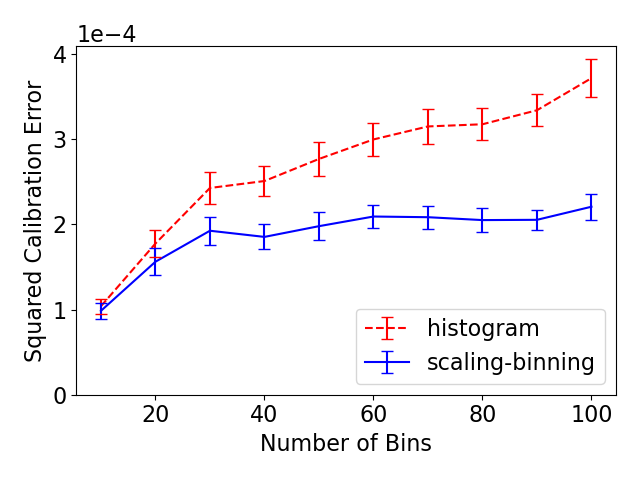 1e−4
4
3
2
1
0
Squared Calibration Error
20
40
60
80
100
Number of Bins
histogram
scaling-binning